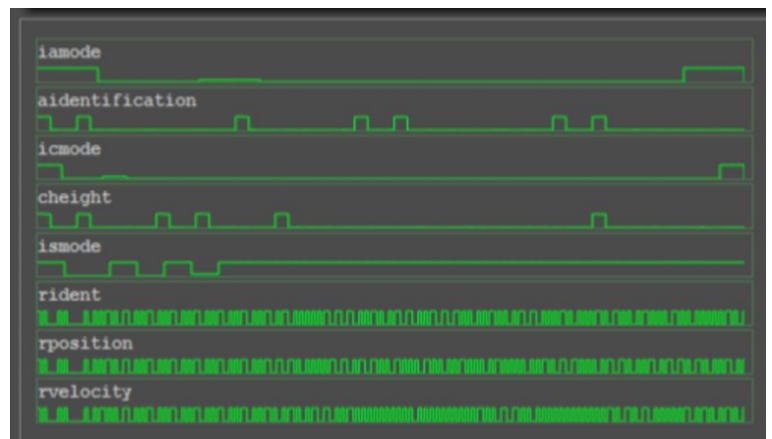 iamode
aidentification
icmode
cheight
ismode
rident
rposition
rvelocity